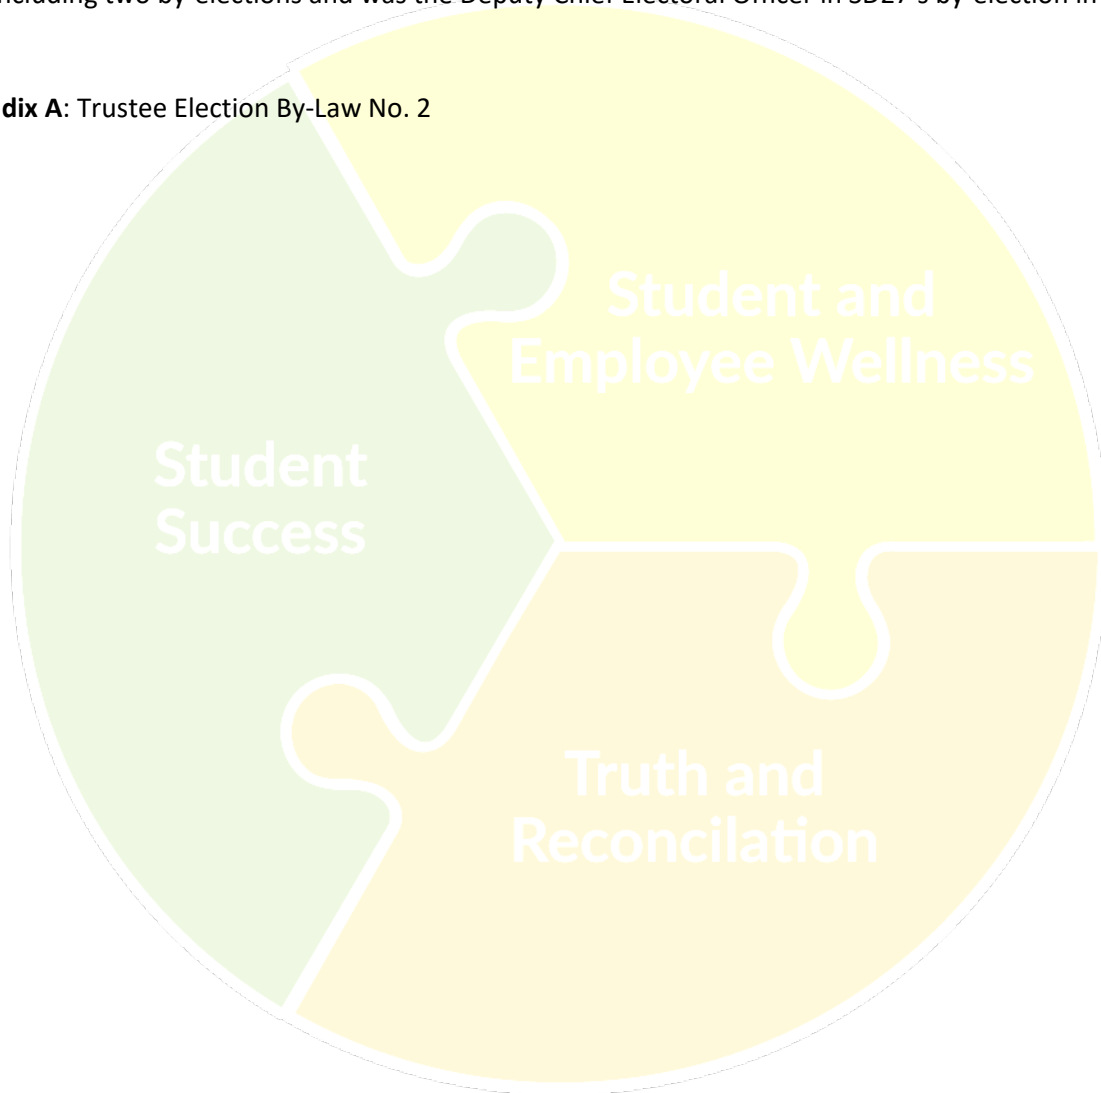 including two by-elections and was the Deputy Chief Electoral Officer in SD27's by-election in
dix A: Trustee Election By-Law No. 2
Student and
Employee Wellness
Student
Success
Truth and
Reconcilation